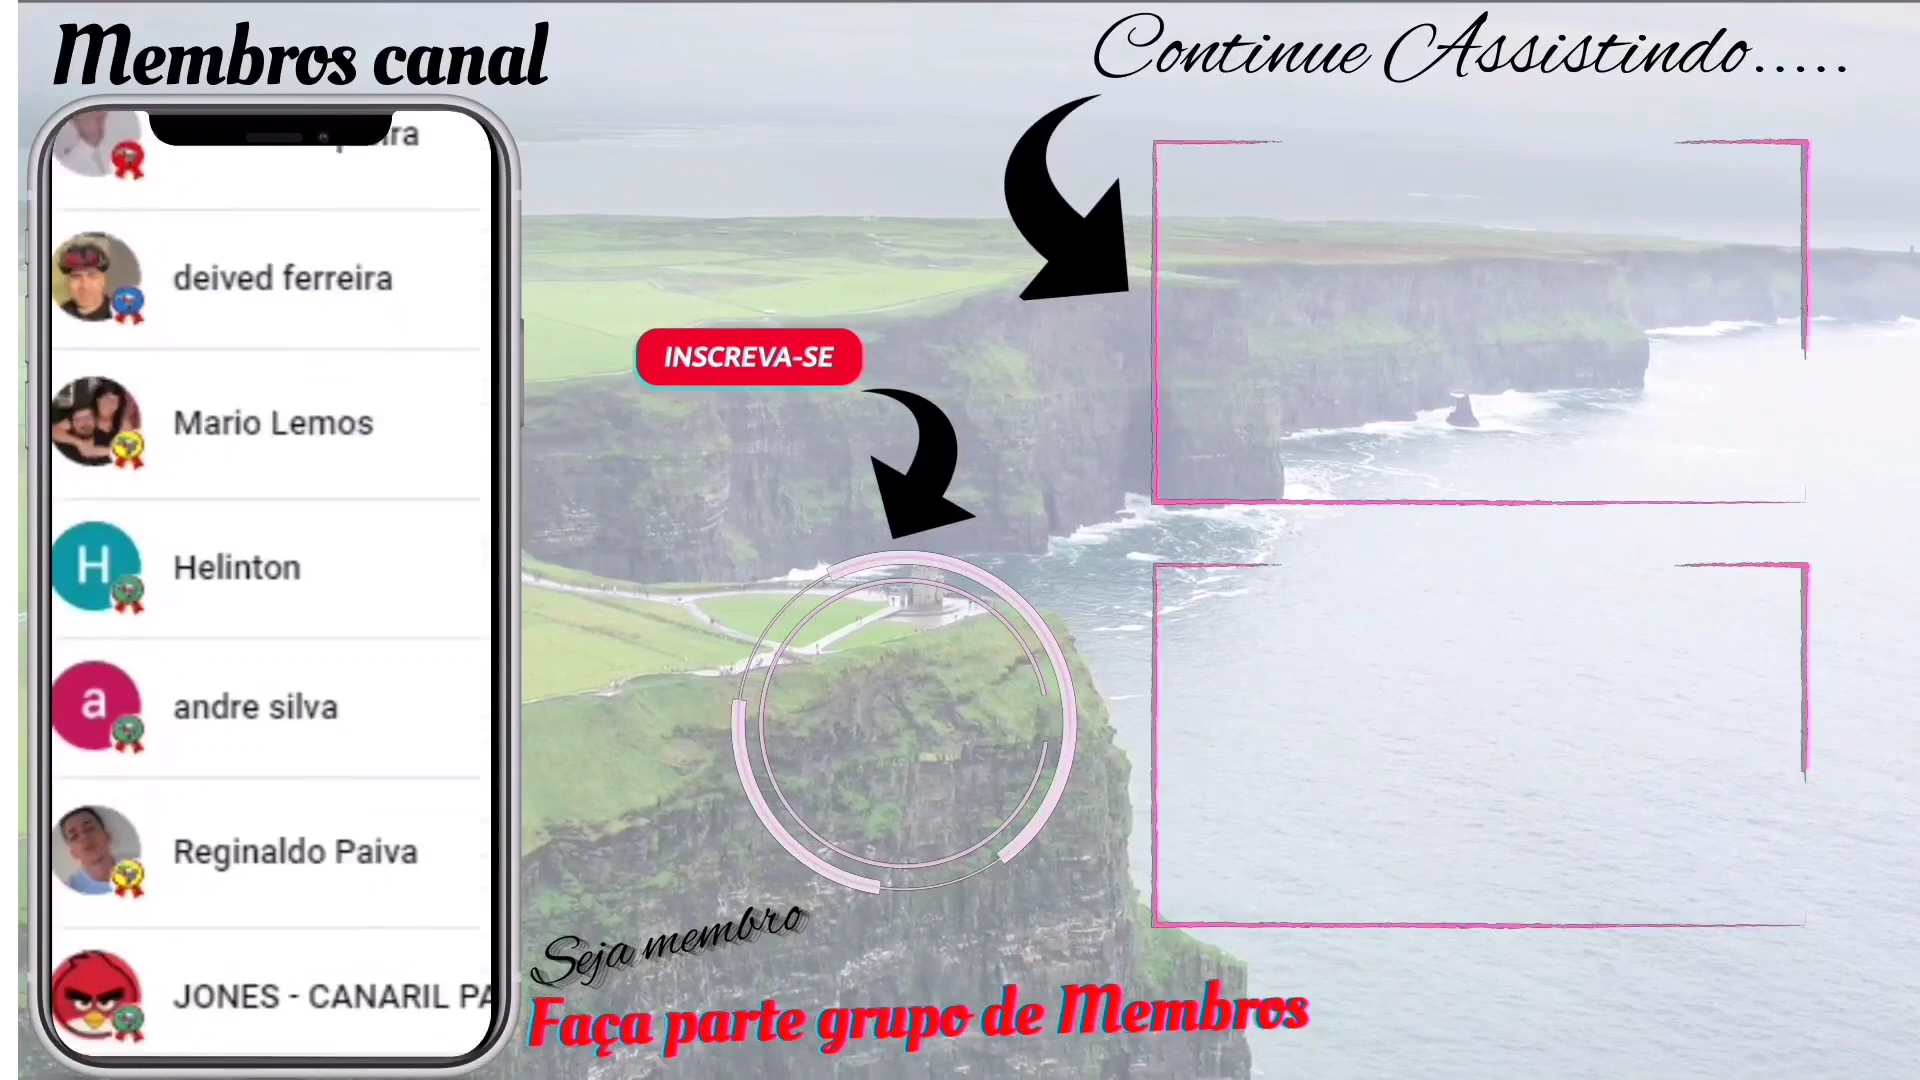 Membros canal
Continue Assistindo.....
deived ferreira
Mario Lemos
INSCREVA-SE
H
Helinton
a
andre silva
Reginaldo Paiva
JONES - CANARIL PA
Seja membro
Faça parte grupo de Membros